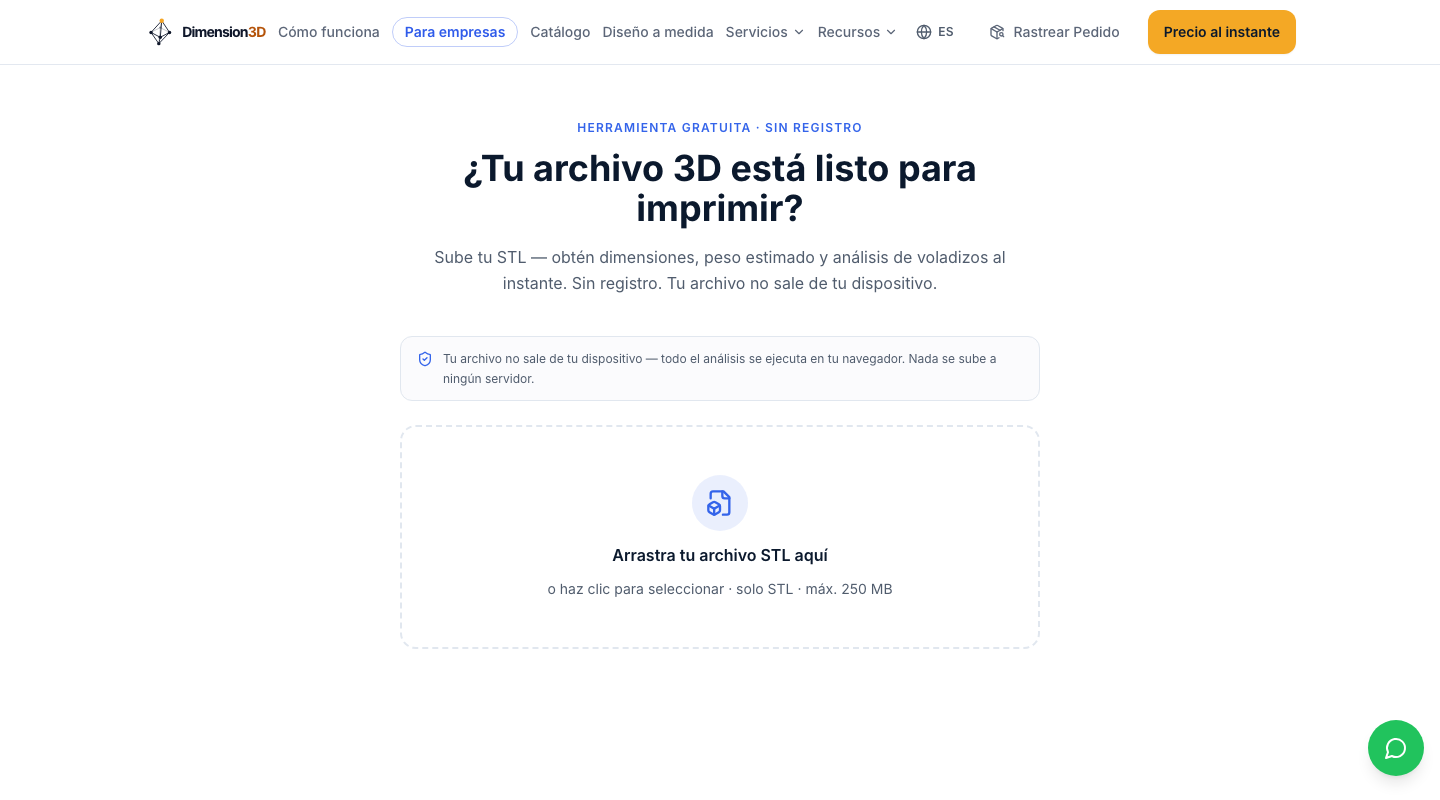 Dimension3D
Cómo funciona
Para empresas
Catálogo
Diseño a medida
Servicios
Recursos
ES
Rastrear Pedido
Precio al instante
HERRAMIENTA GRATUITA · SIN REGISTRO
¿Tu archivo 3D está listo para
imprimir?
Sube tu STL — obtén dimensiones, peso estimado y análisis de voladizos al
instante. Sin registro. Tu archivo no sale de tu dispositivo.
Tu archivo no sale de tu dispositivo — todo el análisis se ejecuta en tu navegador. Nada se sube a
ningún servidor.
Arrastra tu archivo STL aquí
o haz clic para seleccionar · solo STL · máx. 250 MB